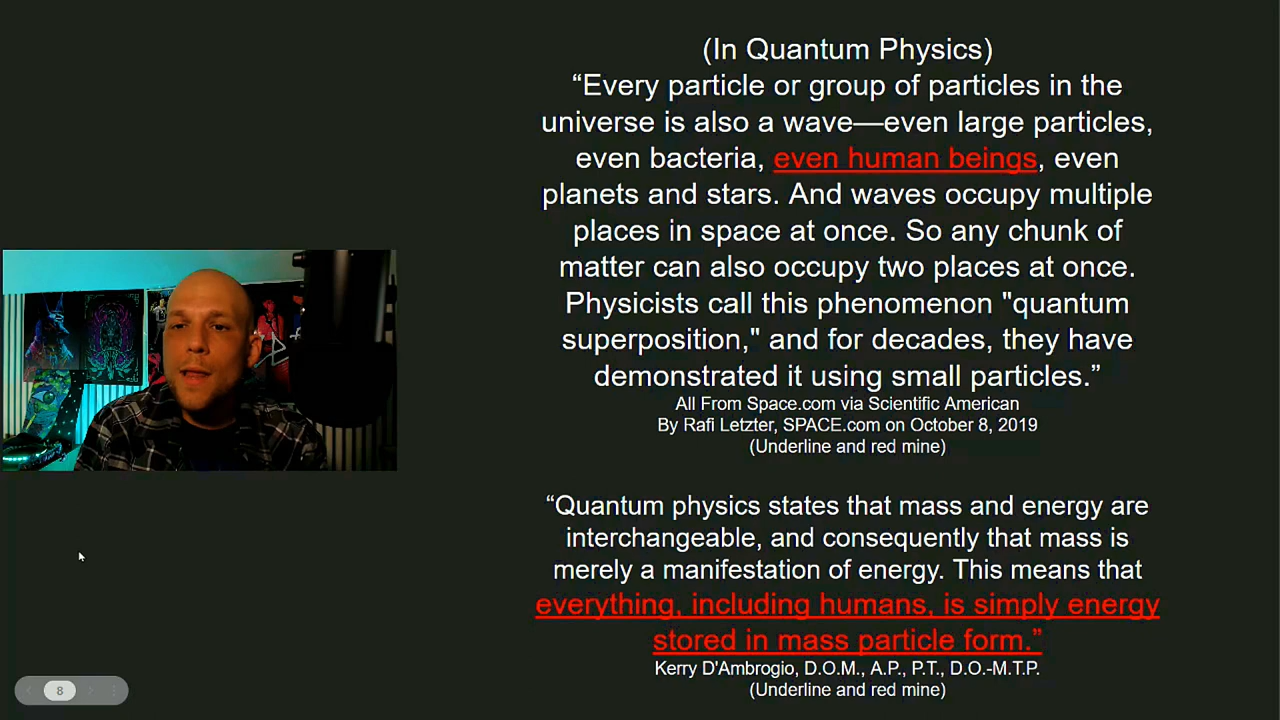 (In Quantum Physics)
“Every particle or group of particles in the
universe is also a wave—even large particles,
even bacteria, even human beings, even
planets and stars. And waves occupy multiple
places in space at once. So any chunk of
matter can also occupy two places at once.
Physicists call this phenomenon "quantum
superposition," and for decades, they have
demonstrated it using small particles.”
All From Space.com via Scientific American
By Rafi Letzter, SPACE.com on October 8, 2019
(Underline and red mine)
“Quantum physics states that mass and energy are
interchangeable, and consequently that mass is
merely a manifestation of energy. This means that
everything, including humans, is simply energy
stored in mass particle form.”
Kerry D'Ambrogio, D.O.M., A.P., P.T., D.O.-M.T.P.
(Underline and red mine)
8